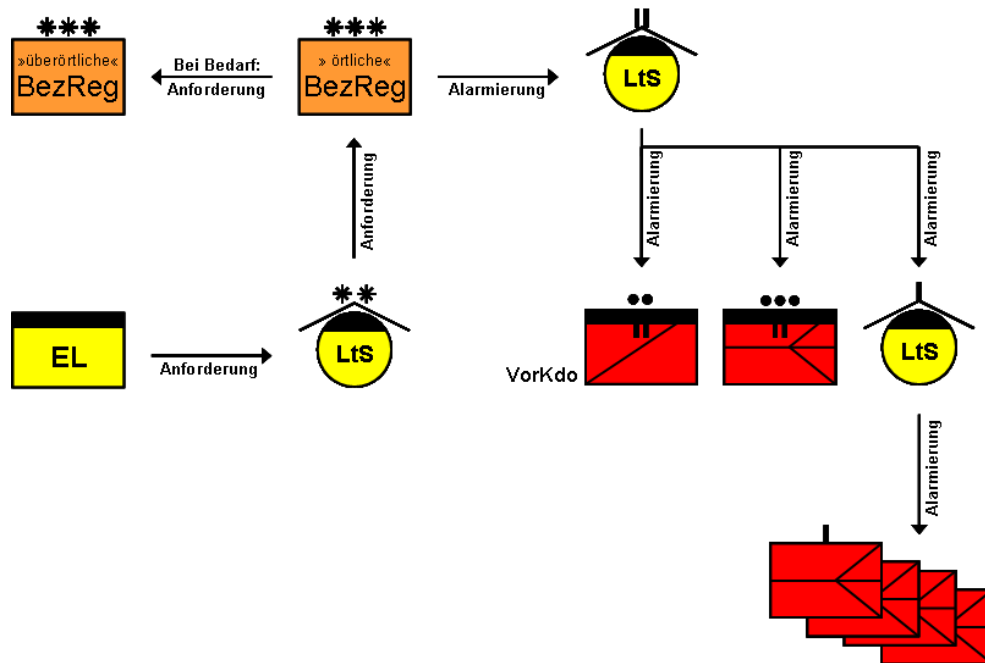 »überörtliche«
BezReg
Bei Bedarf:
Anforderung
» örtliche«
BezReg
Alarmierung
LtS
Anforderung
Alarmierung
Alarmierung
Alarmierung
EL
Anforderung
LtS
VorKdo
LtS
Alarmierung